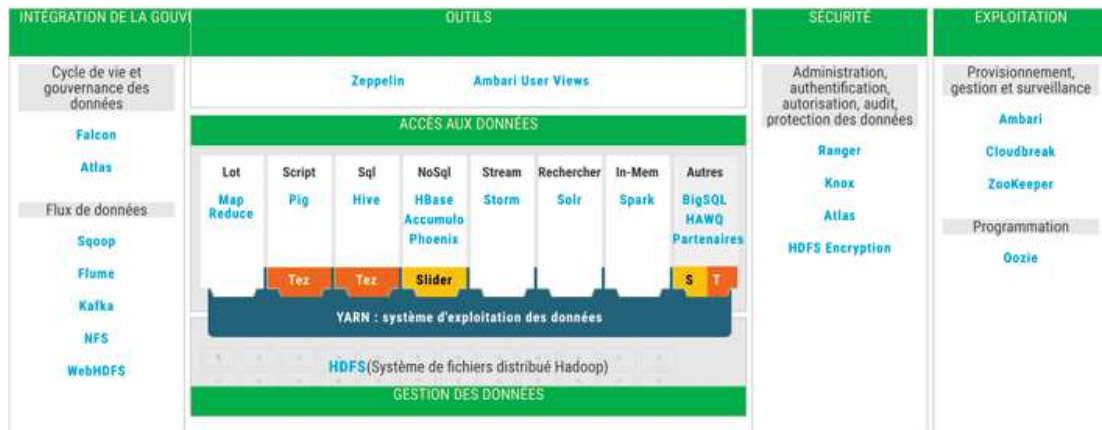 INTÉGRATION DE LA GOUV
Cycle de vie et
gouvernance des
données
Falcon
Atlas
Flux de données
Sqoop
Flume
Kafka
NFS
WebHDFS
OUTILS
Zeppelin
Ambari User Views
ACCÈS AUX DONNÉES
Lot
Map
Reduce
Script
Pig
Tez
Sql
Hive
Tez
NoSql
HBase
Accumulo
Phoenix
Slider
Stream
Storm
Rechercher
Solr
In-Mem
Spark
Autres
BigSQL
HAWQ
Partenaires
S
T
YARN : système d'exploitation des données
HDFS(Système de fichiers distribué Hadoop)
GESTION DES DONNÉES
SÉCURITÉ
Administration,
authentification,
autorisation, audit,
protection des données
Ranger
Knox
Atlas
HDFS Encryption
EXPLOITATION
Provisionnement,
gestion et surveillance
Ambari
Cloudbreak
ZooKeeper
Programmation
Oozie